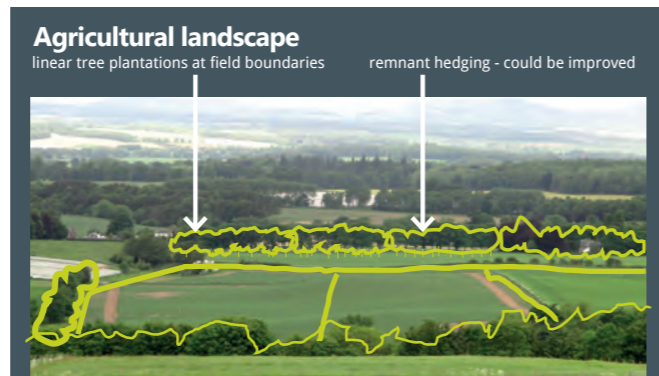 Agricultural landscape
linear tree plantations at field boundaries
remnant hedging - could be improved